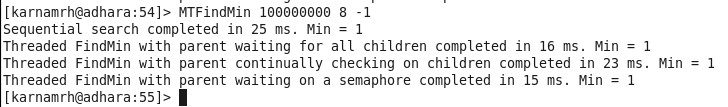 [karnamrh@adhara:54]> MTFindMin 100000000 8 -1
Sequential search completed in 25 ms. Min = 1
Threaded FindMin with parent waiting for all children completed in 16 ms. Min = 1
Threaded FindMin with parent continually checking on children completed in 23 ms. Min = 1
Threaded FindMin with parent waiting on a semaphore completed in 15 ms. Min = 1
[karnamrh@adhara:55]>